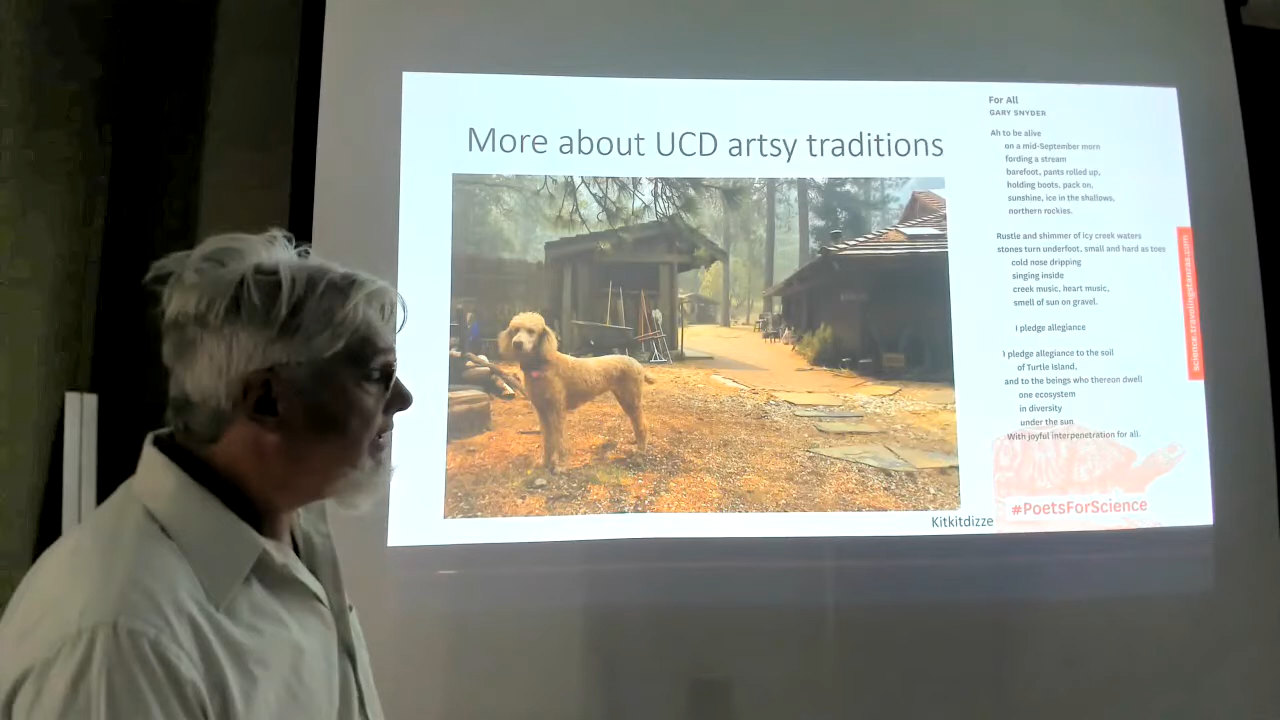 More about UCD artsy traditions
For All
GARY SNYDER
Ah to be alive
on a mid-September morn
fording a stream
barefoot, pants rolled up,
holding boots, pack on,
sunshine, ice in the shallows,
northern rockies.
Rustle and shimmer of icy creek waters
stones turn underfoot, small and hard as toes
cold nose dripping
singing inside
creek music, heart music,
smell of sun on gravel.
I pledge allegiance
I pledge allegiance to the soil
of Turtle Island,
and to the beings who thereon dwell
one ecosystem
in diversity
under the sun
With joyful interpenetration for all.
science.travelingstanzas.com
#PoetsForScience
Kitkitdizze